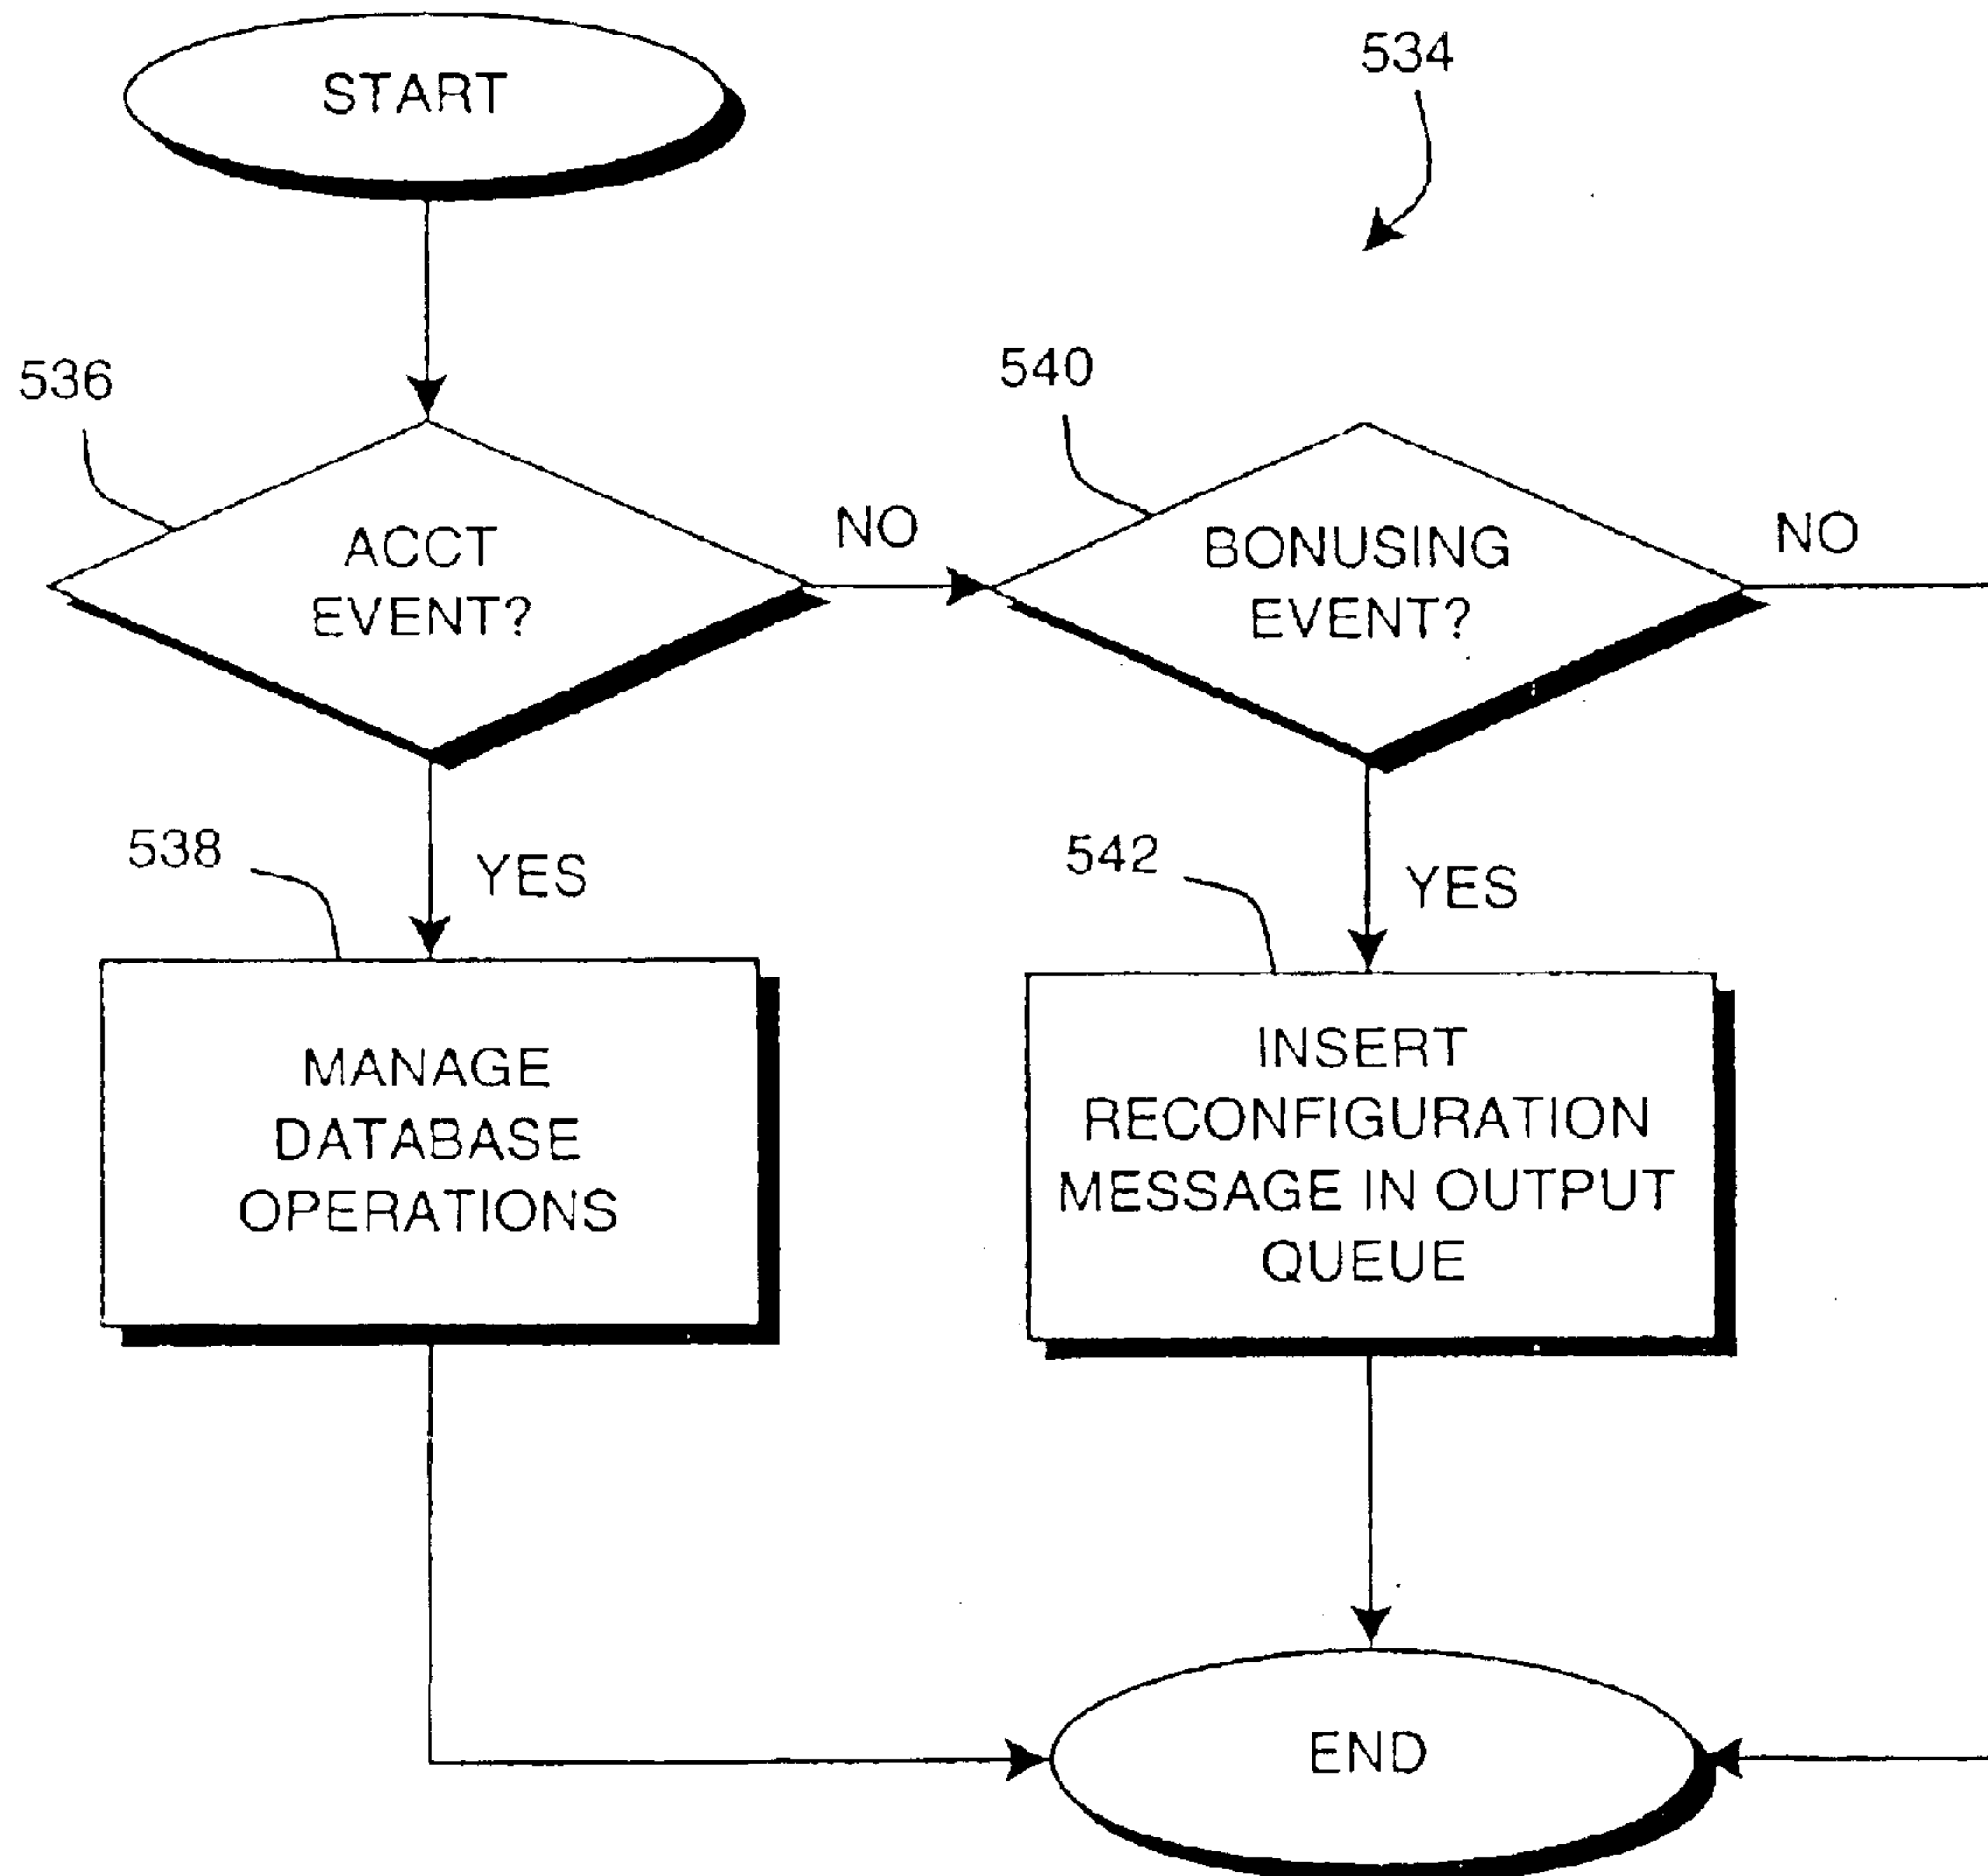 START
534
536
ACCT
EVENT?
NO
540
BONUSING
EVENT?
NO
538
YES
542
YES
MANAGE
DATABASE
OPERATIONS
INSERT
RECONFIGURATION
MESSAGE IN OUTPUT
QUEUE
END